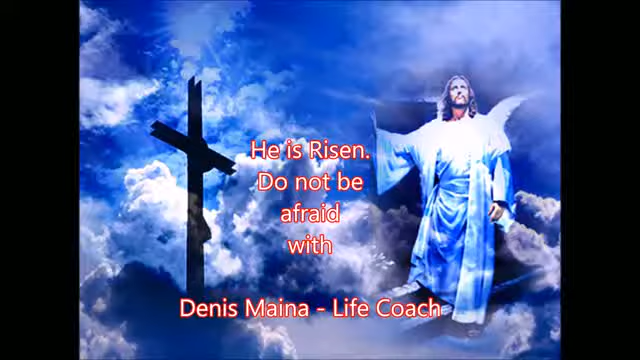 He is Risen.
Do not be
afraid
with
Denis Maina - Life Coach